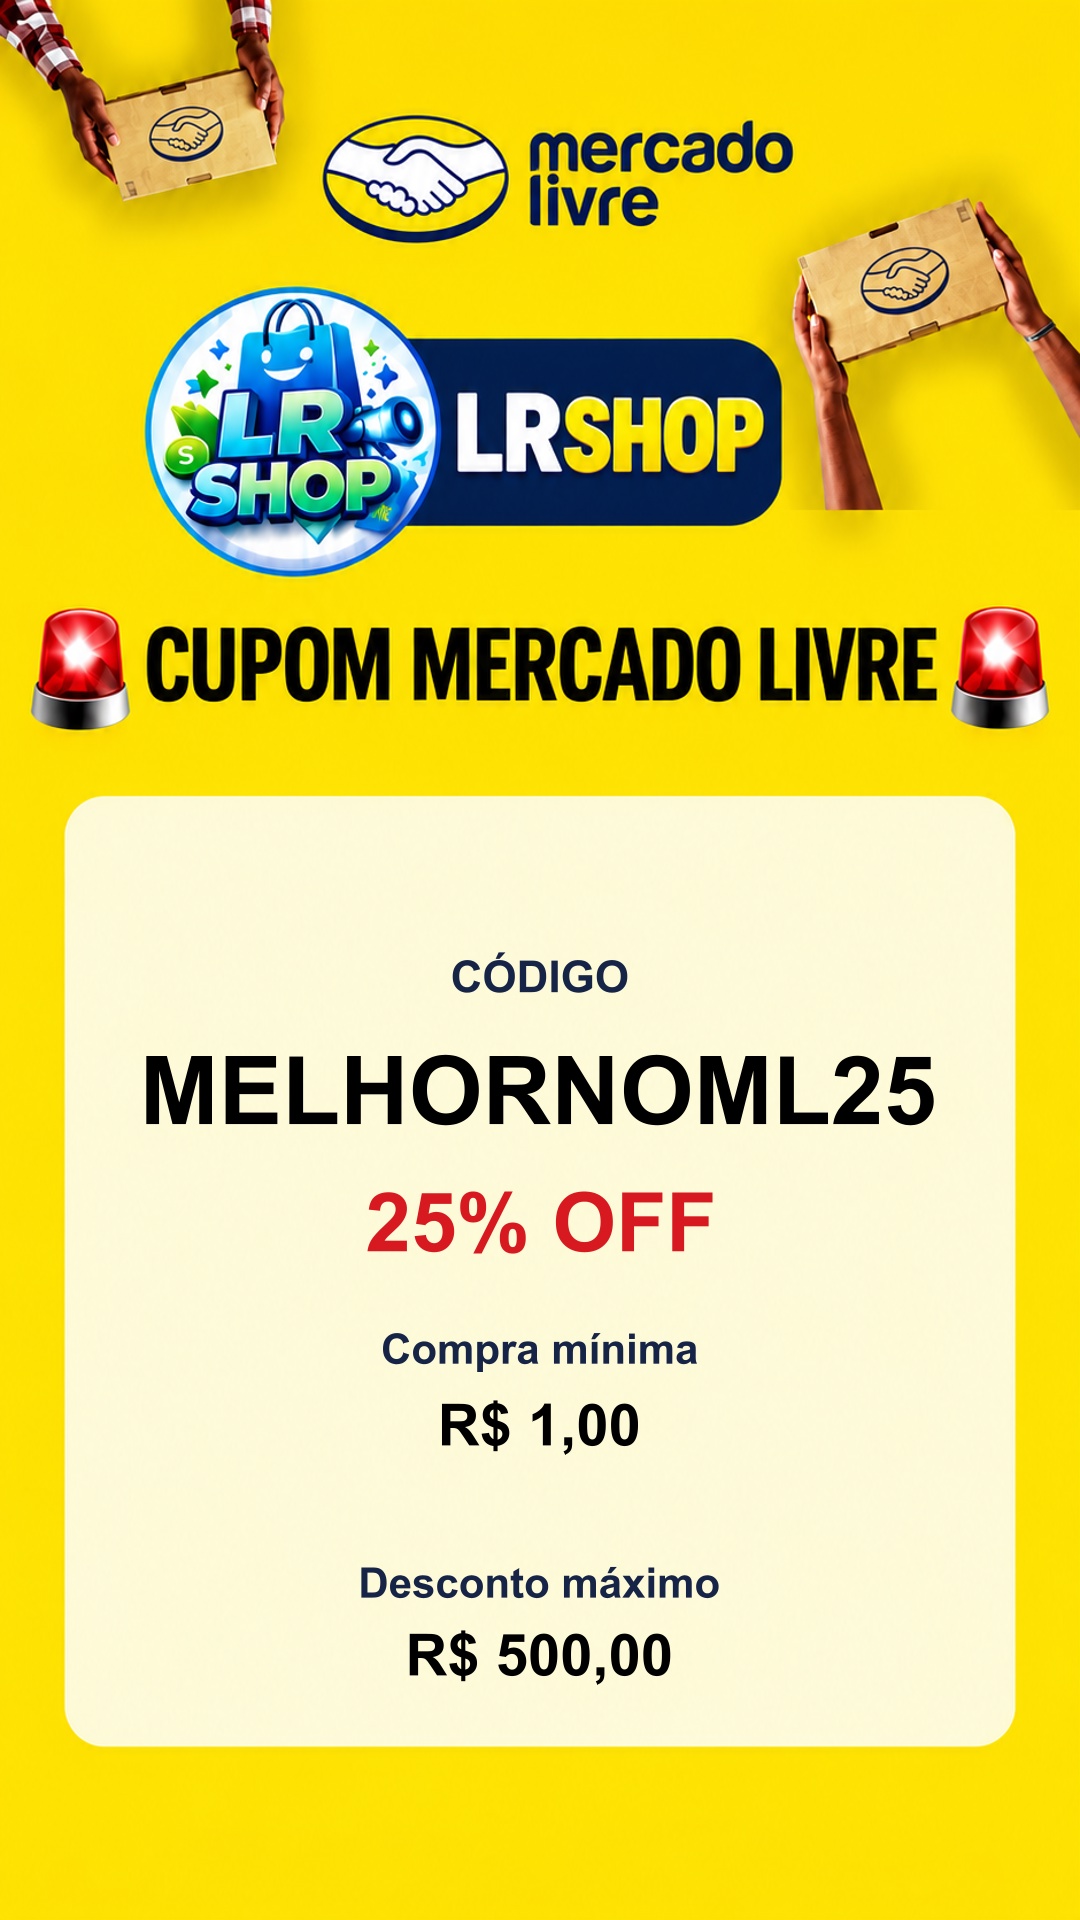 mercado
livre
LR
SHOP
S
LRSHOP
CUPOM MERCADO LIVRE
CÓDIGO
MELHORNOML25
25% OFF
Compra mínima
R$ 1,00
Desconto máximo
R$ 500,00